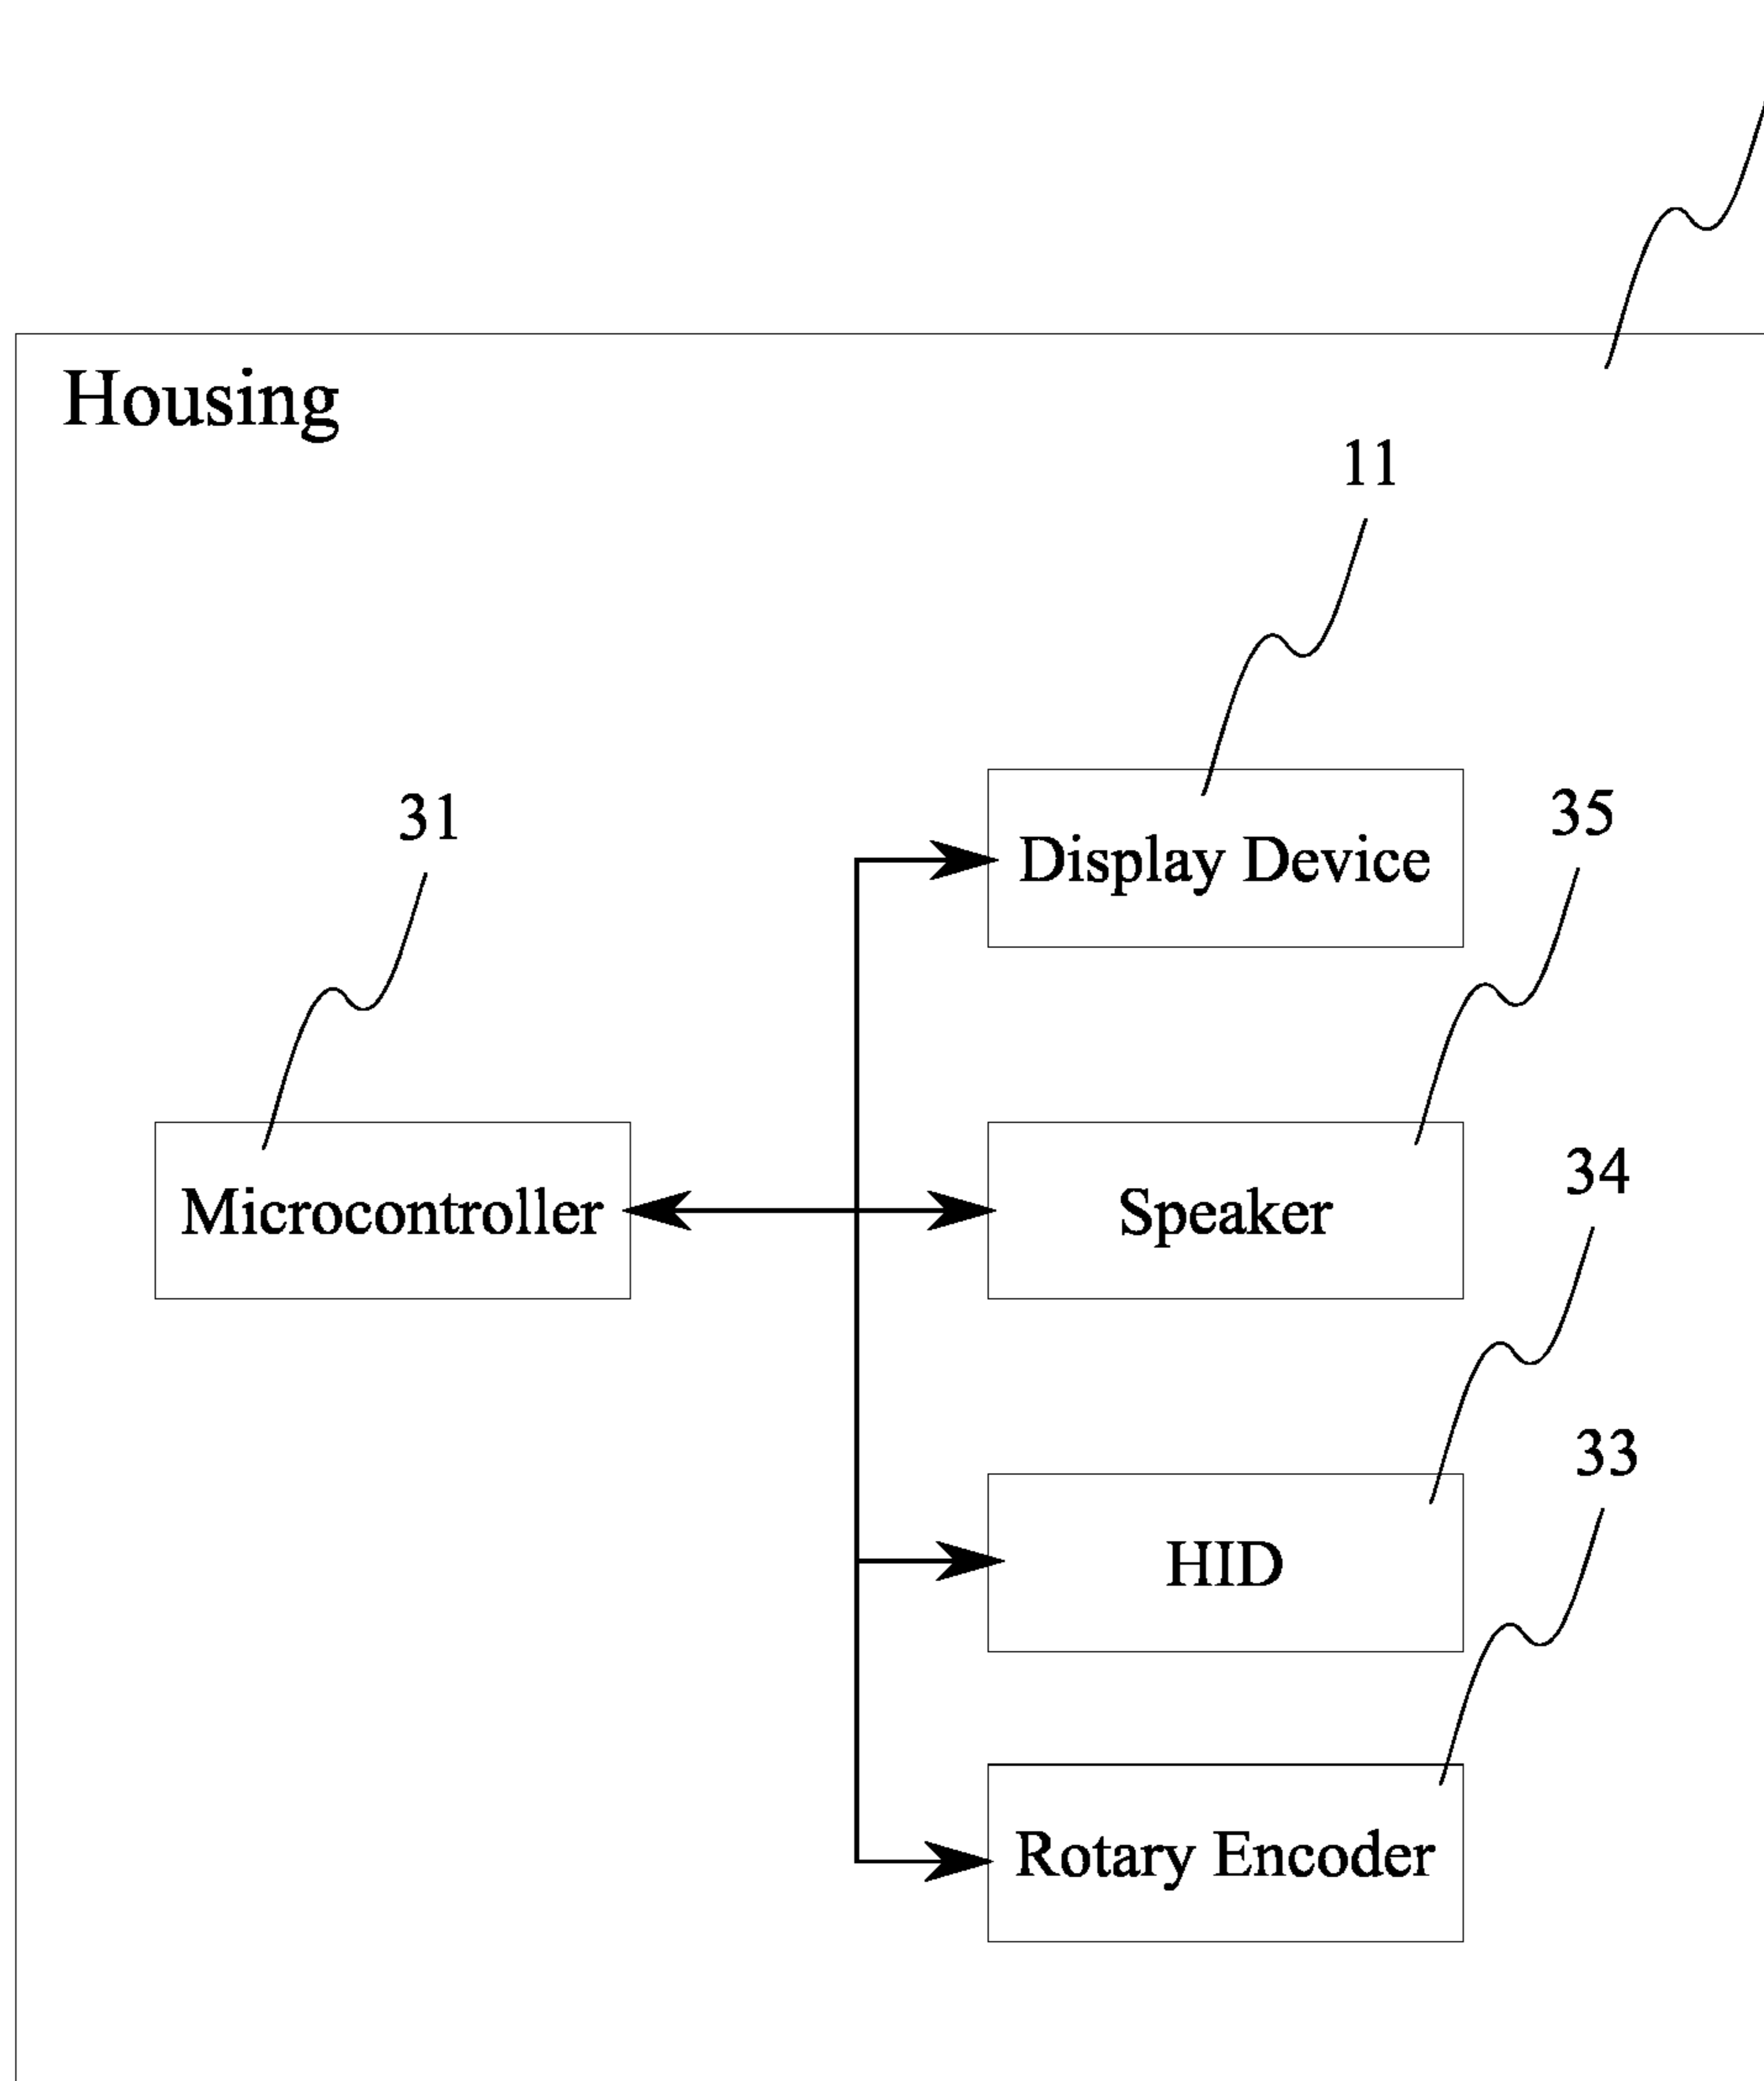 Housing
11
Display Device
35
31
Microcontroller
Speaker
34
HID
33
Rotary Encoder